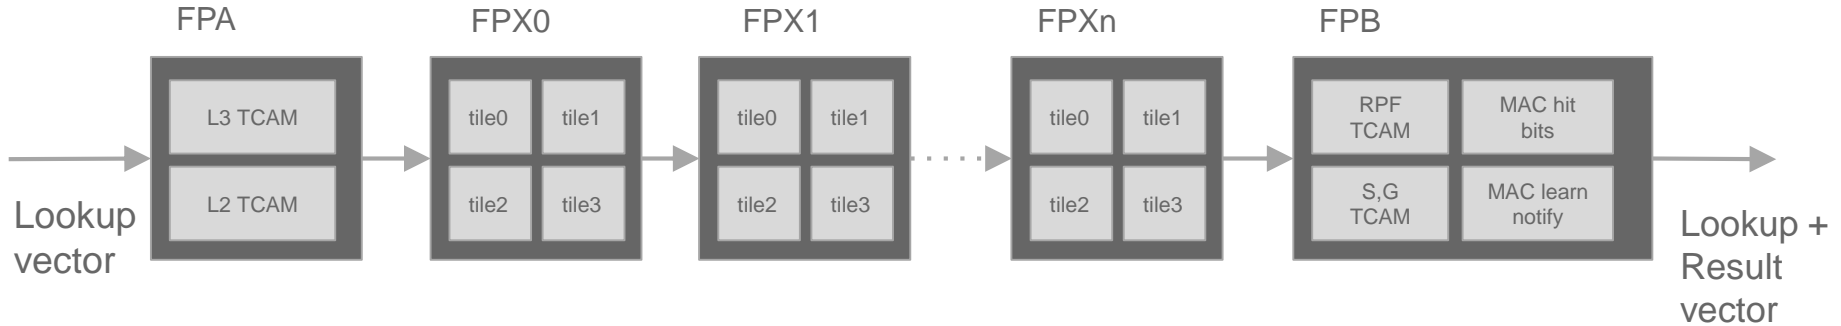 FPA
FPX0
FPX1
FPXn
FPB
L3 TCAM
L2 TCAM
tile0
tile1
tile2
tile3
tile0
tile1
tile2
tile3
tile0
tile1
tile2
tile3
RPF
TCAM
MAC hit
bits
S,G
TCAM
MAC learn
notify
Lookup
vector
Lookup +
Result
vector